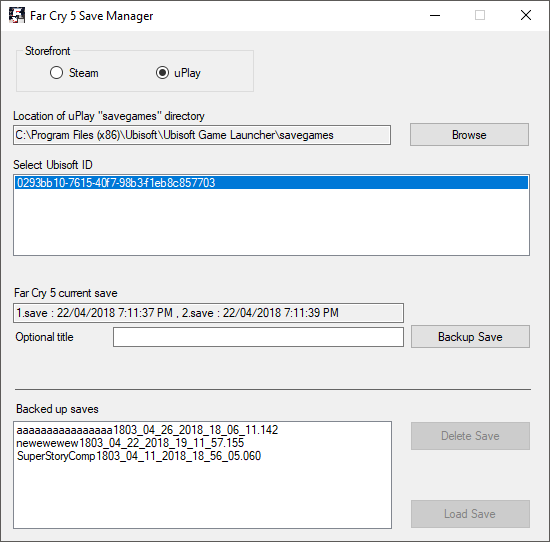 Far Cry 5 Save Manager
Storefront
Steam
uPlay
Location of uPlay "savegames" directory
C:\Program Files (x86)\Ubisoft\Ubisoft Game Launcher\savegames
Browse
Select Ubisoft ID
0293bb10-7615-40f7-98b3-f1eb8c857703
Far Cry 5 current save
1.save : 22/04/2018 7:11:37 PM , 2.save : 22/04/2018 7:11:39 PM
Optional title
Backup Save
Backed up saves
aaaaaaaaaaaaaaaa1803_04_26_2018_18_06_11.142
newewewew1803_04_22_2018_19_11_57.155
SuperStoryComp1803_04_11_2018_18_56_05.060
Delete Save
Load Save